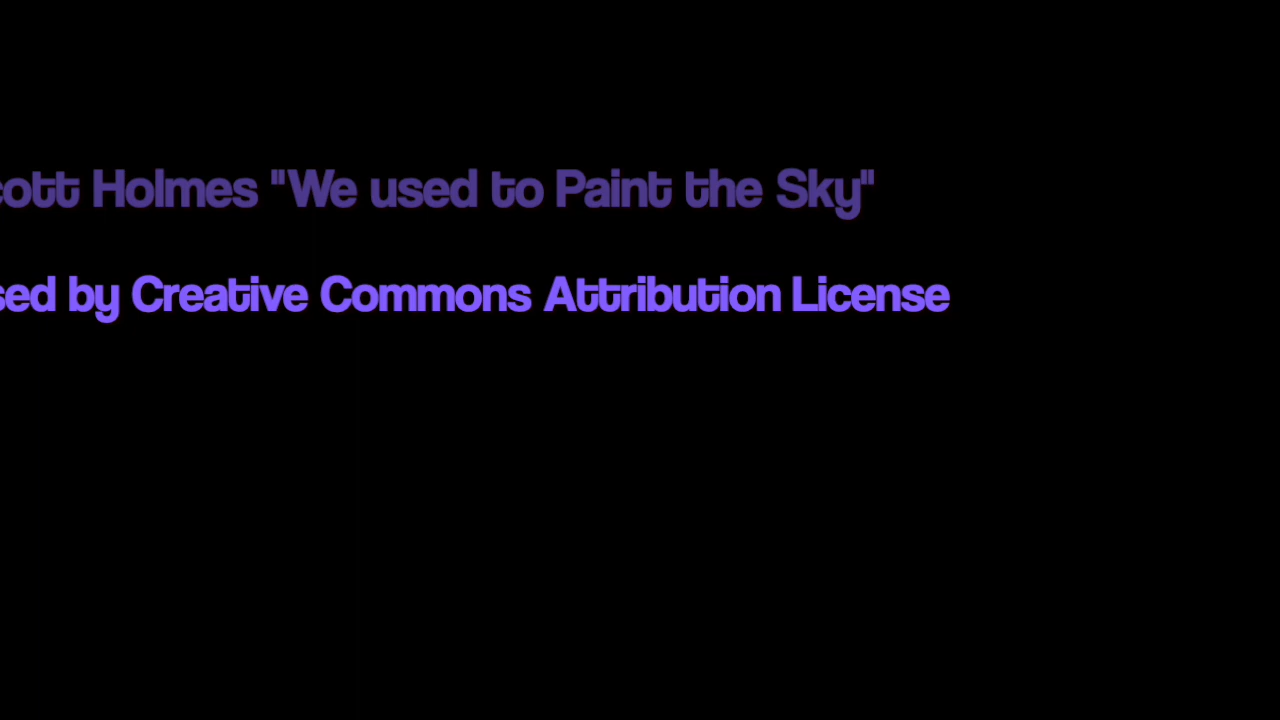 cott Holmes "We used to Paint the Sky"
sed by Creative Commons Attribution License